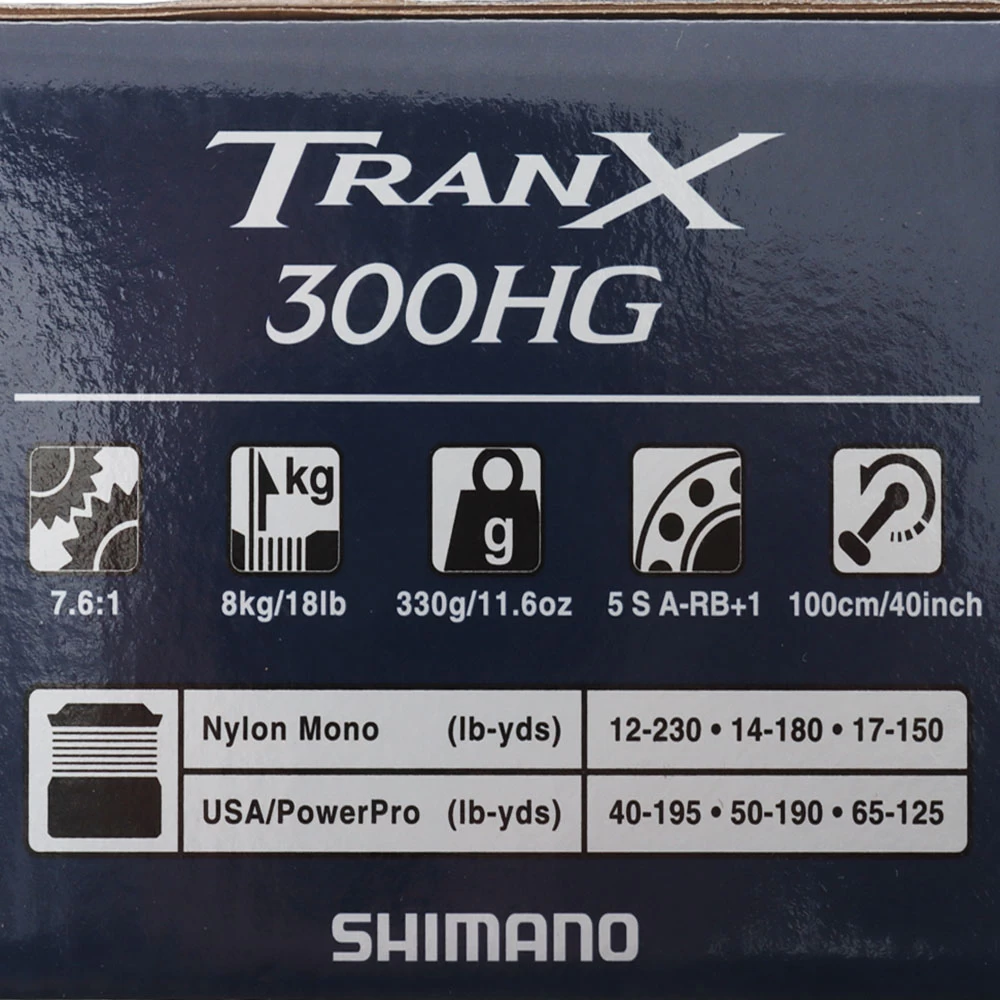 TRANX
300HG
kg
g
7.6:1 8kg/18lb 330g/11.6oz 5 S A-RB+1 100cm/40inch
Nylon Mono (lb-yds) 12-230 • 14-180 • 17-150
USA/PowerPro (lb-yds) 40-195 • 50-190 • 65-125
SHIMANO